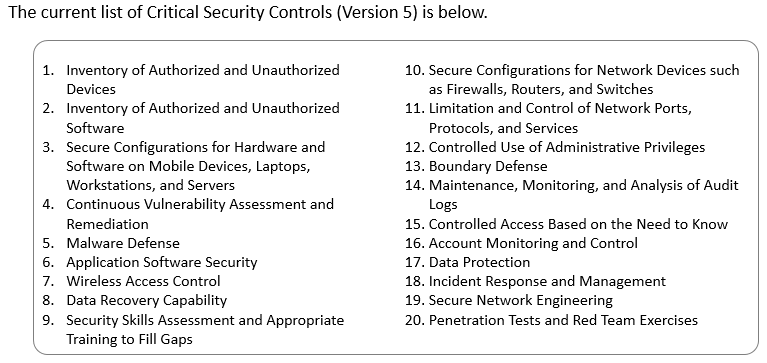 The current list of Critical Security Controls (Version 5) is below.
1. Inventory of Authorized and Unauthorized
Devices
2. Inventory of Authorized and Unauthorized
Software
3. Secure Configurations for Hardware and
Software on Mobile Devices, Laptops,
Workstations, and Servers
4. Continuous Vulnerability Assessment and
Remediation
5. Malware Defense
6. Application Software Security
7. Wireless Access Control
8. Data Recovery Capability
9. Security Skills Assessment and Appropriate
Training to Fill Gaps
10. Secure Configurations for Network Devices such
as Firewalls, Routers, and Switches
11. Limitation and Control of Network Ports,
Protocols, and Services
12. Controlled Use of Administrative Privileges
13. Boundary Defense
14. Maintenance, Monitoring, and Analysis of Audit
Logs
15. Controlled Access Based on the Need to Know
16. Account Monitoring and Control
17. Data Protection
18. Incident Response and Management
19. Secure Network Engineering
20. Penetration Tests and Red Team Exercises